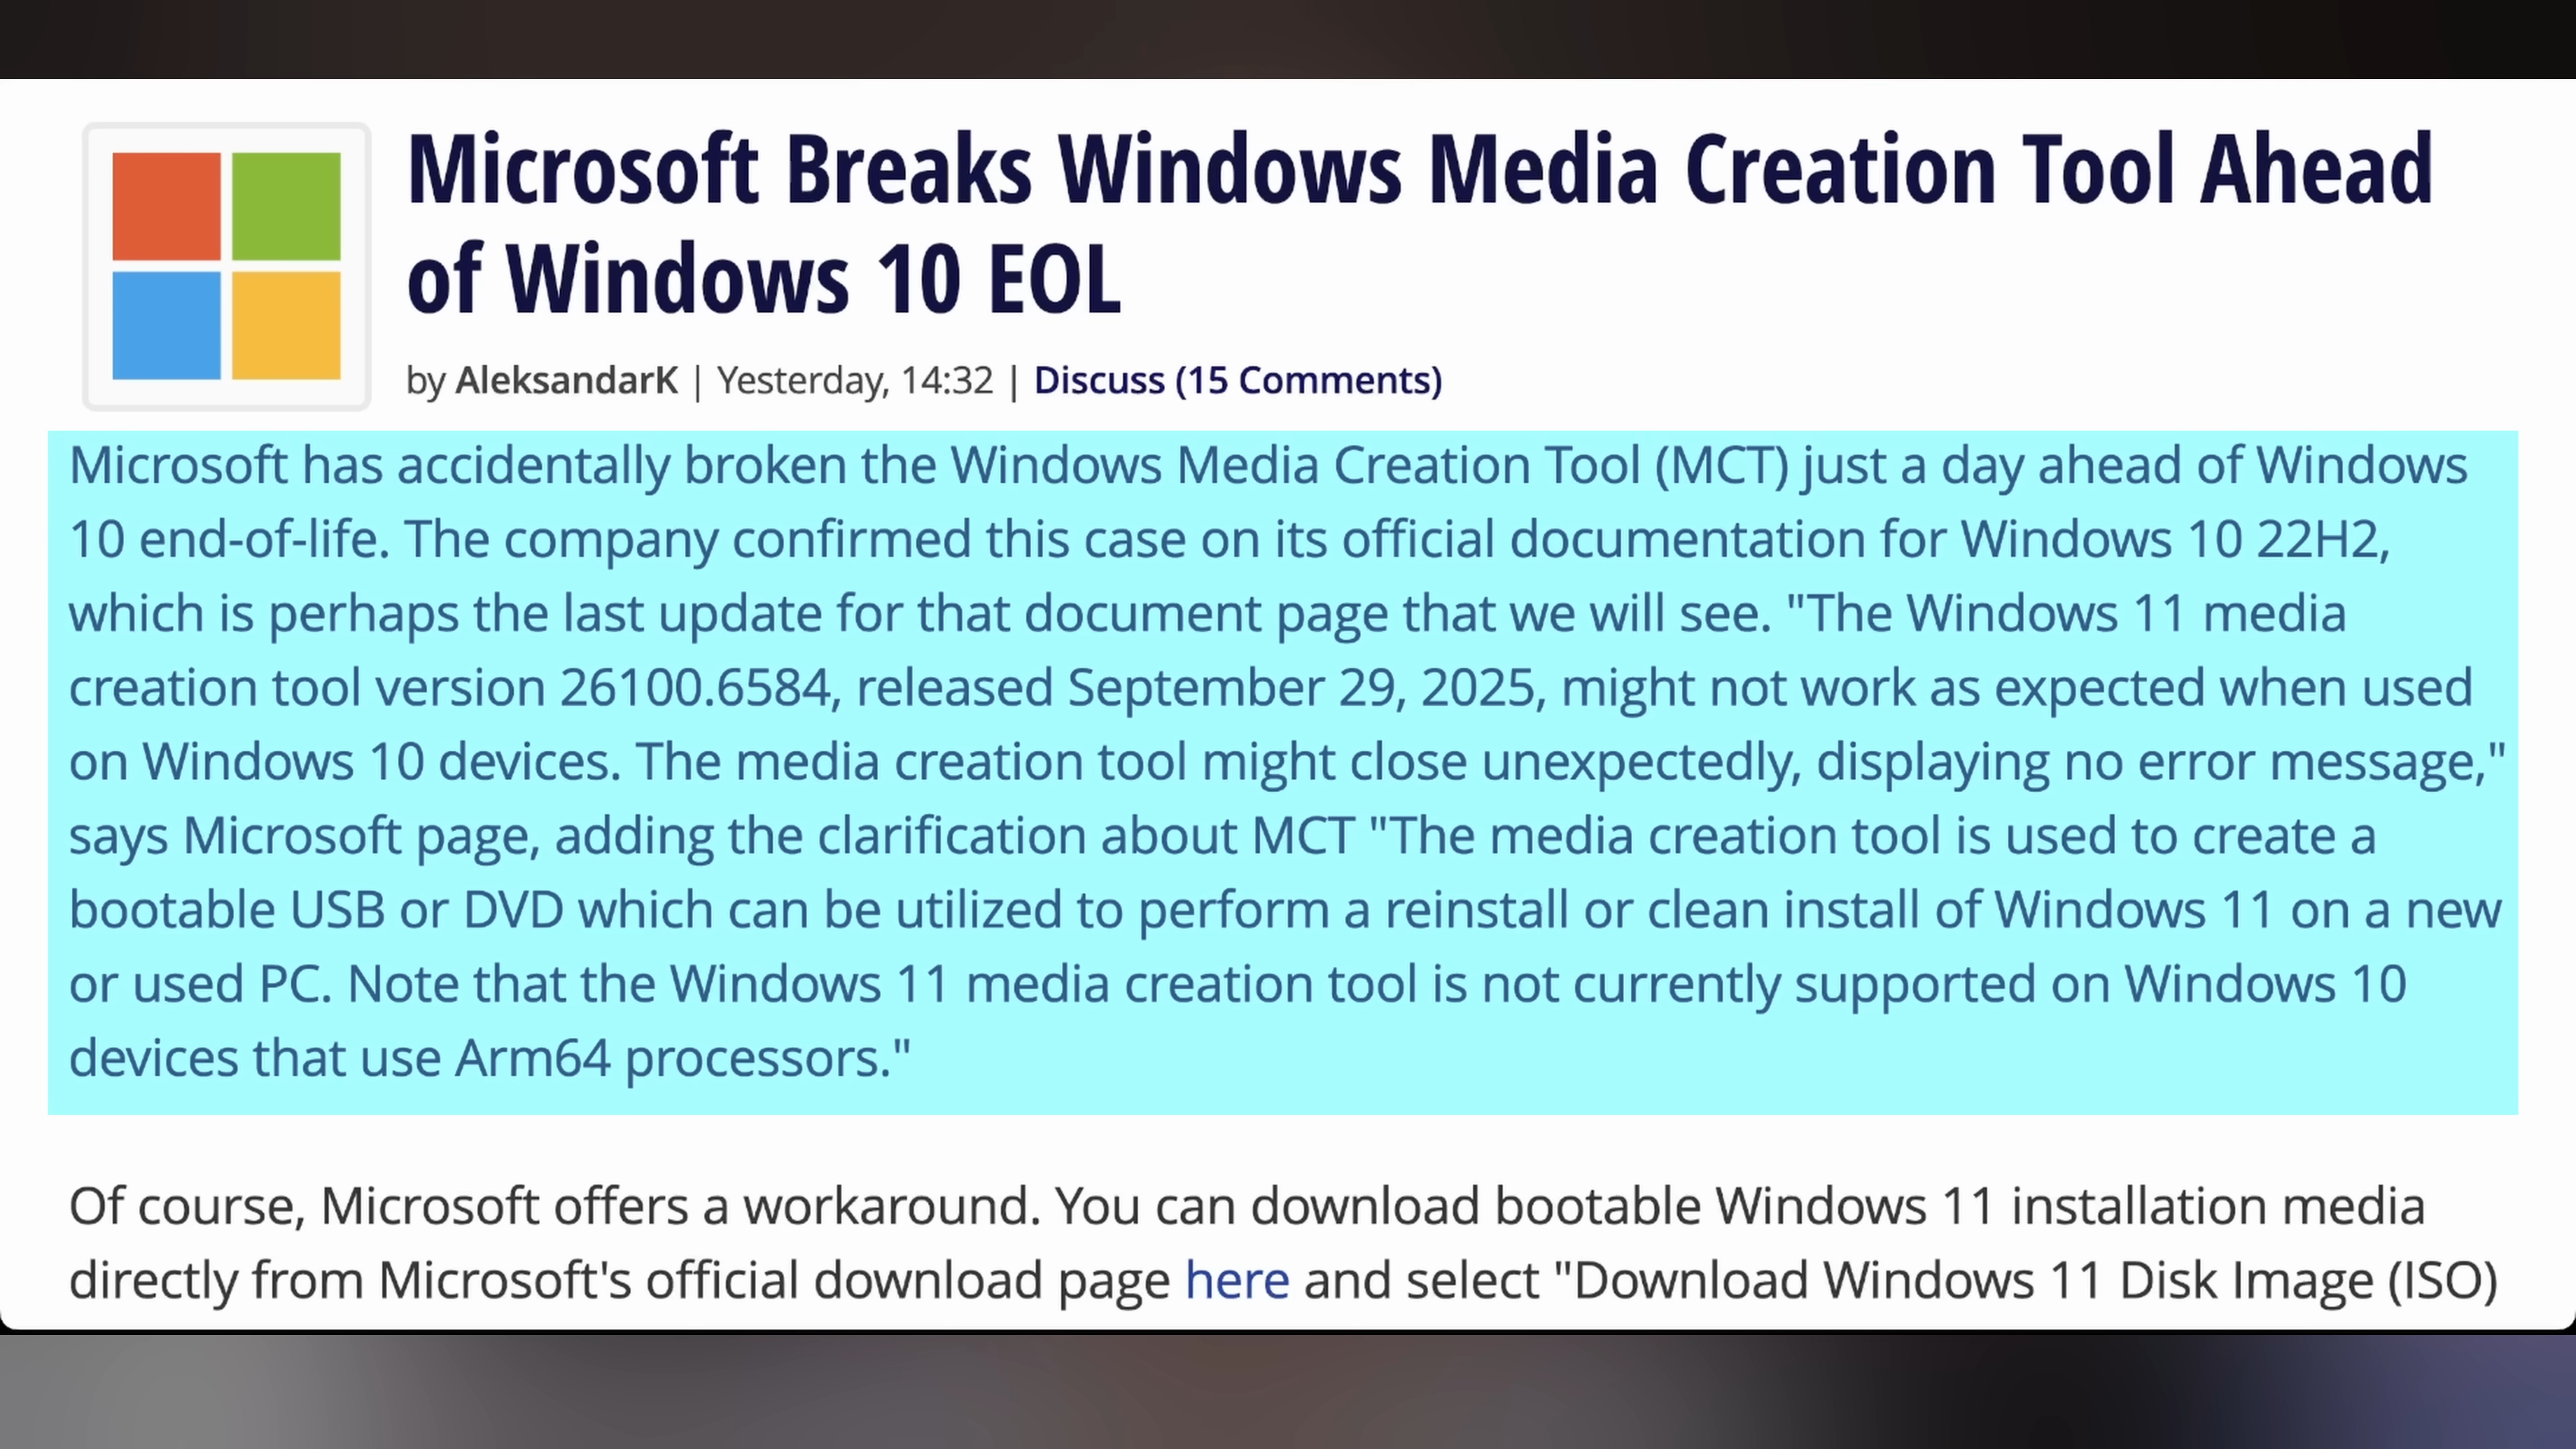 Microsoft Breaks Windows Media Creation Tool Ahead
of Windows 10 EOL
by AleksandarK | Yesterday, 14:32 | Discuss (15 Comments)
Microsoft has accidentally broken the Windows Media Creation Tool (MCT) just a day ahead of Windows
10 end-of-life. The company confirmed this case on its official documentation for Windows 10 22H2,
which is perhaps the last update for that document page that we will see. "The Windows 11 media
creation tool version 26100.6584, released September 29, 2025, might not work as expected when used
on Windows 10 devices. The media creation tool might close unexpectedly, displaying no error message,"
says Microsoft page, adding the clarification about MCT "The media creation tool is used to create a
bootable USB or DVD which can be utilized to perform a reinstall or clean install of Windows 11 on a new
or used PC. Note that the Windows 11 media creation tool is not currently supported on Windows 10
devices that use Arm64 processors."
Of course, Microsoft offers a workaround. You can download bootable Windows 11 installation media
directly from Microsoft's official download page here and select "Download Windows 11 Disk Image (ISO)